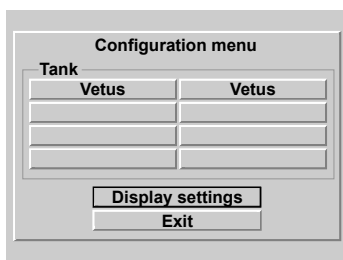 Configuration menu
Tank
Vetus Vetus
Display settings
Exit